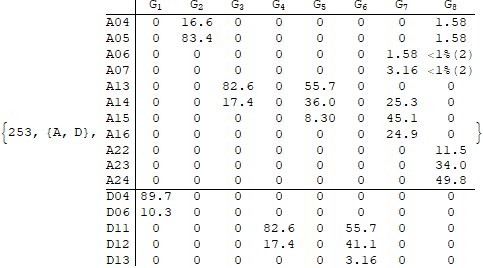 G₁ G₂ G₃ G₄ G₅ G₆ G₇ G₈
A04 0 16.6 0 0 0 0 0 1.58
A05 0 83.4 0 0 0 0 0 1.58
A06 0 0 0 0 0 0 1.58 <1%(2)
A07 0 0 0 0 0 0 3.16 <1%(2)
A13 0 0 82.6 0 55.7 0 0 0
A14 0 0 17.4 0 36.0 0 25.3 0
A15 0 0 0 0 8.30 0 45.1 0
{253, {A, D}, A16 0 0 0 0 0 0 24.9 0 }
A22 0 0 0 0 0 0 0 11.5
A23 0 0 0 0 0 0 0 34.0
A24 0 0 0 0 0 0 0 49.8
D04 89.7 0 0 0 0 0 0 0
D06 10.3 0 0 0 0 0 0 0
D11 0 0 0 82.6 0 55.7 0 0
D12 0 0 0 17.4 0 41.1 0 0
D13 0 0 0 0 0 3.16 0 0